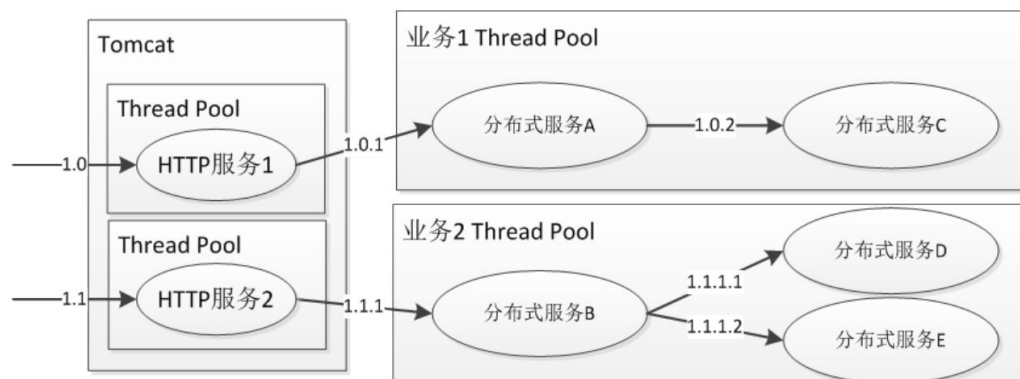 Tomcat
Thread Pool
1.0
HTTP服务1
1.0.1
Thread Pool
1.1
HTTP服务2
1.1.1
业务1 Thread Pool
分布式服务A
1.0.2
分布式服务C
业务2 Thread Pool
分布式服务B
1.1.1.1
分布式服务D
1.1.1.2
分布式服务E